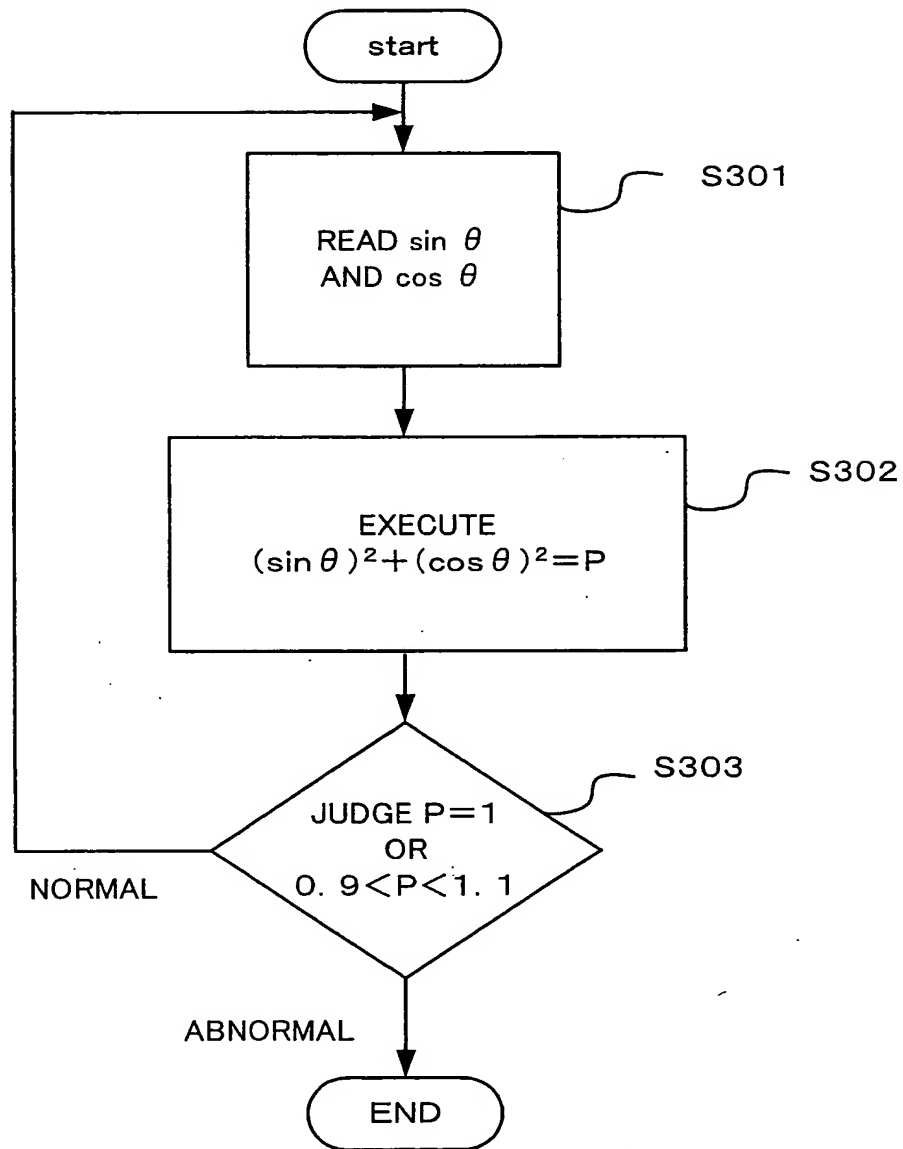 start
S301
READ sin θ
AND cos θ
S302
EXECUTE
(sin θ)²+(cos θ)²=P
S303
JUDGE P=1
OR
0. 9<P<1. 1
NORMAL
ABNORMAL
END